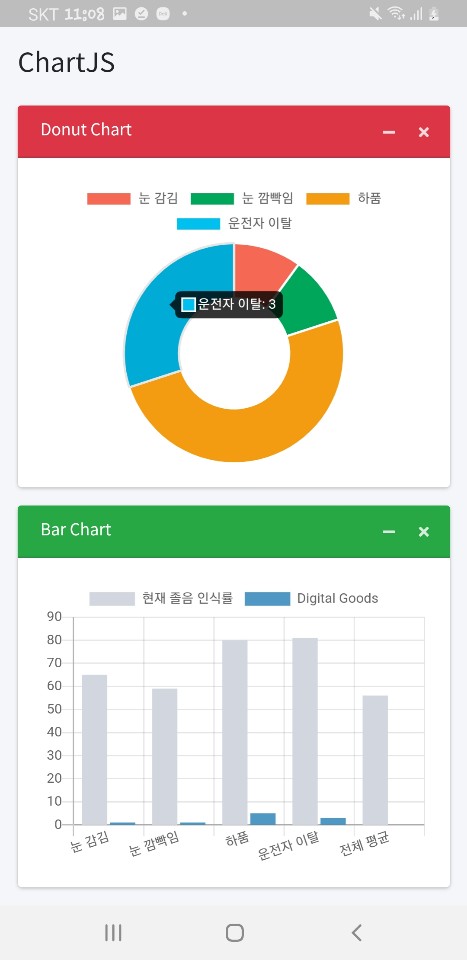 SKT 11:08
ChartJS
Donut Chart
눈 감김 눈 깜빡임 하품
운전자 이탈
운전자 이탈: 3
Bar Chart
현재 졸음 인식률 Digital Goods
90
80
70
60
50
40
30
20
10
0
눈 감김 눈 깜빡임 하품 운전자 이탈 전체 평균